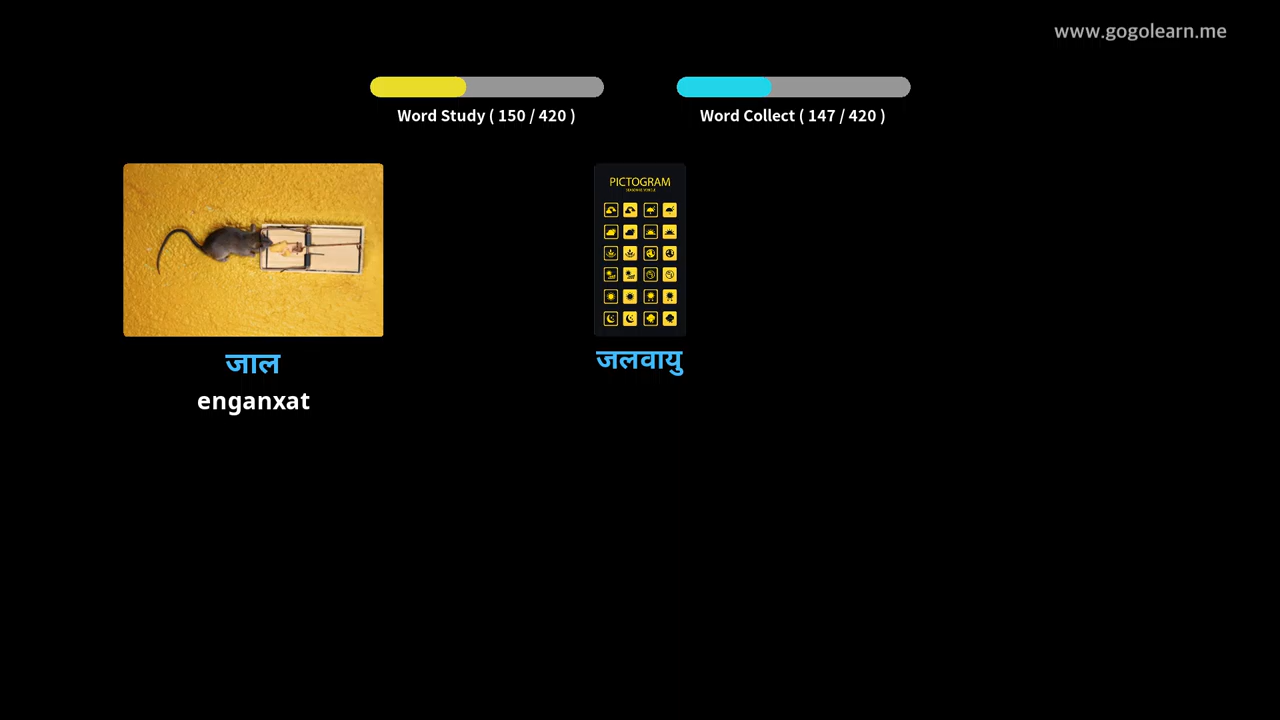 www.gogolearn.me
Word Study ( 150 / 420 )
Word Collect ( 147 / 420 )
PICTOGRAM
जाल
enganxat
जलवायु